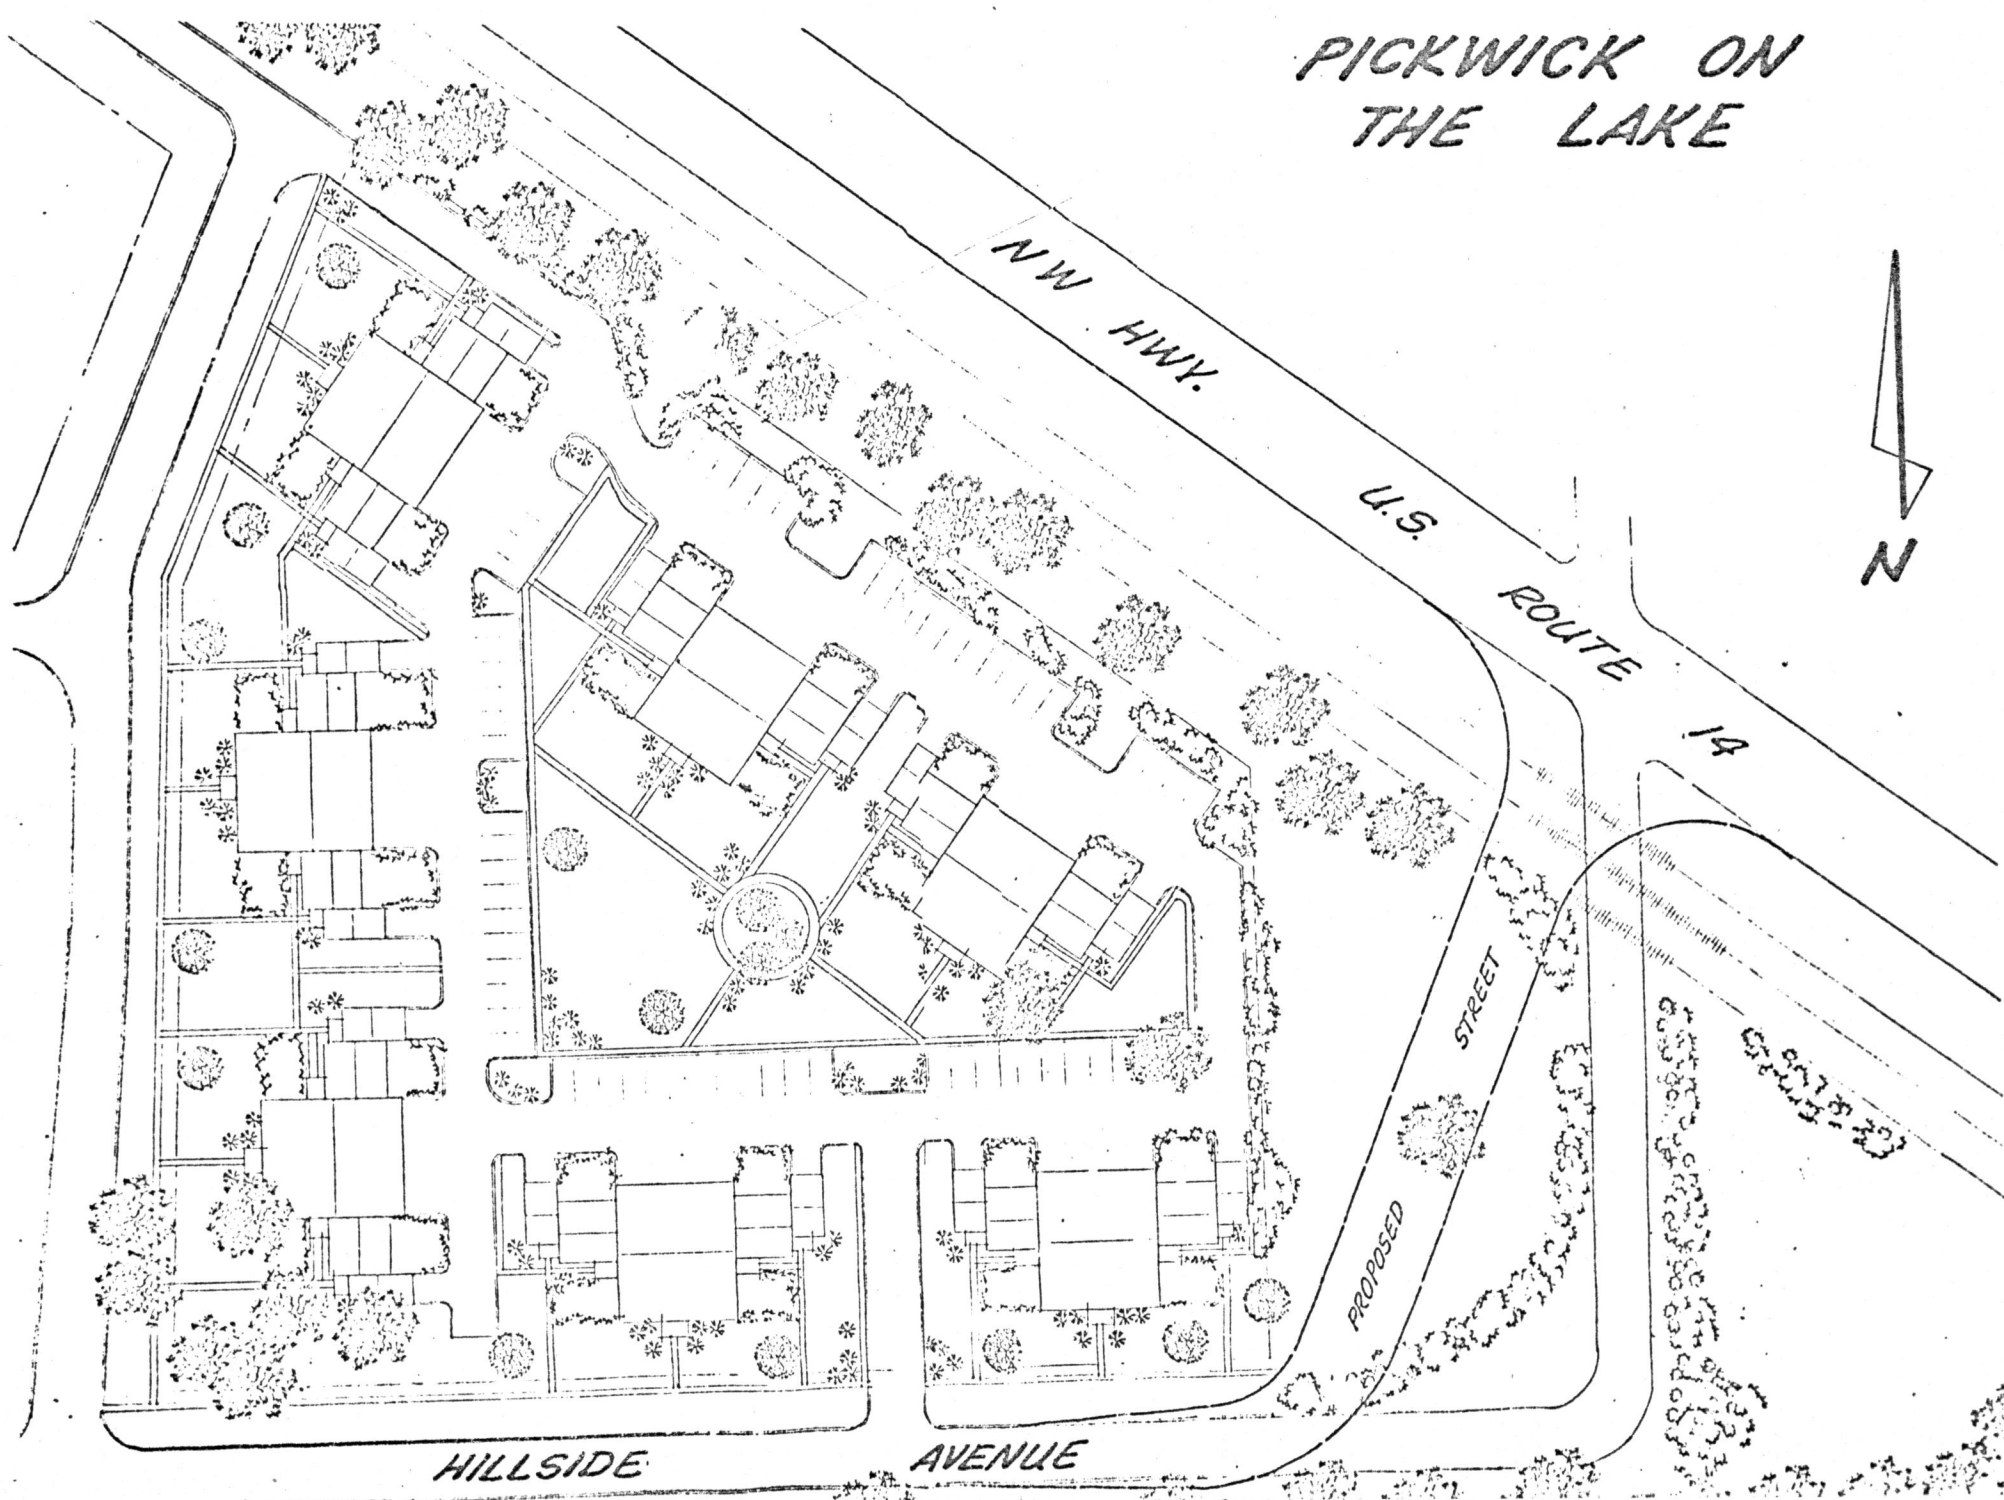 PICKWICK ON
THE LAKE
NW HWY.
U.S. ROUTE 14
N
PROPOSED STREET
HILLSIDE AVENUE